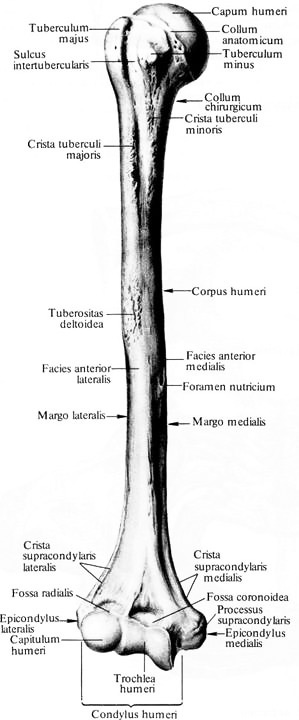 Capum humeri
Tuberculum
majus
Collum
anatomicum
Sulcus
intertubercularis
Tuberculum
minus
Collum
chirurgicum
Crista tuberculi
minoris
Crista tuberculi
majoris
Corpus humeri
Tuberositas
deltoidea
Facies anterior
medialis
Facies anterior
lateralis
Foramen nutricium
Margo lateralis
Margo medialis
Crista
supracondylaris
lateralis
Crista
supracondylaris
medialis
Fossa radialis
Fossa coronoidea
Processus
supracondylaris
Epicondylus
lateralis
Epicondylus
medialis
Capitulum
humeri
Trochlea
humeri
Condylus humeri